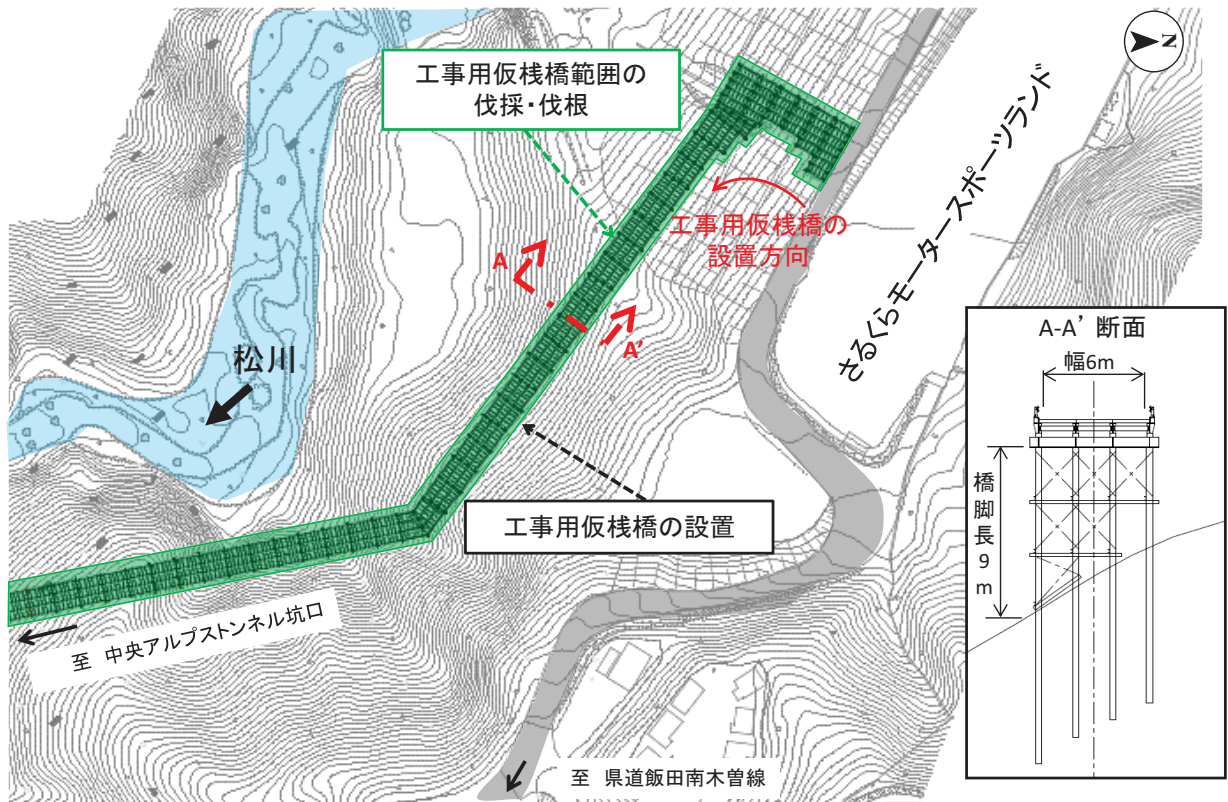 工事用仮桟橋範囲の
伐採・伐根
N
さるくらモータースポーツランド
工事用仮桟橋の
設置方向
A
A'
松川
工事用仮桟橋の設置
至 中央アルプストンネル坑口
至 県道飯田南木曽線
A-A' 断面
幅6m
橋脚長9m